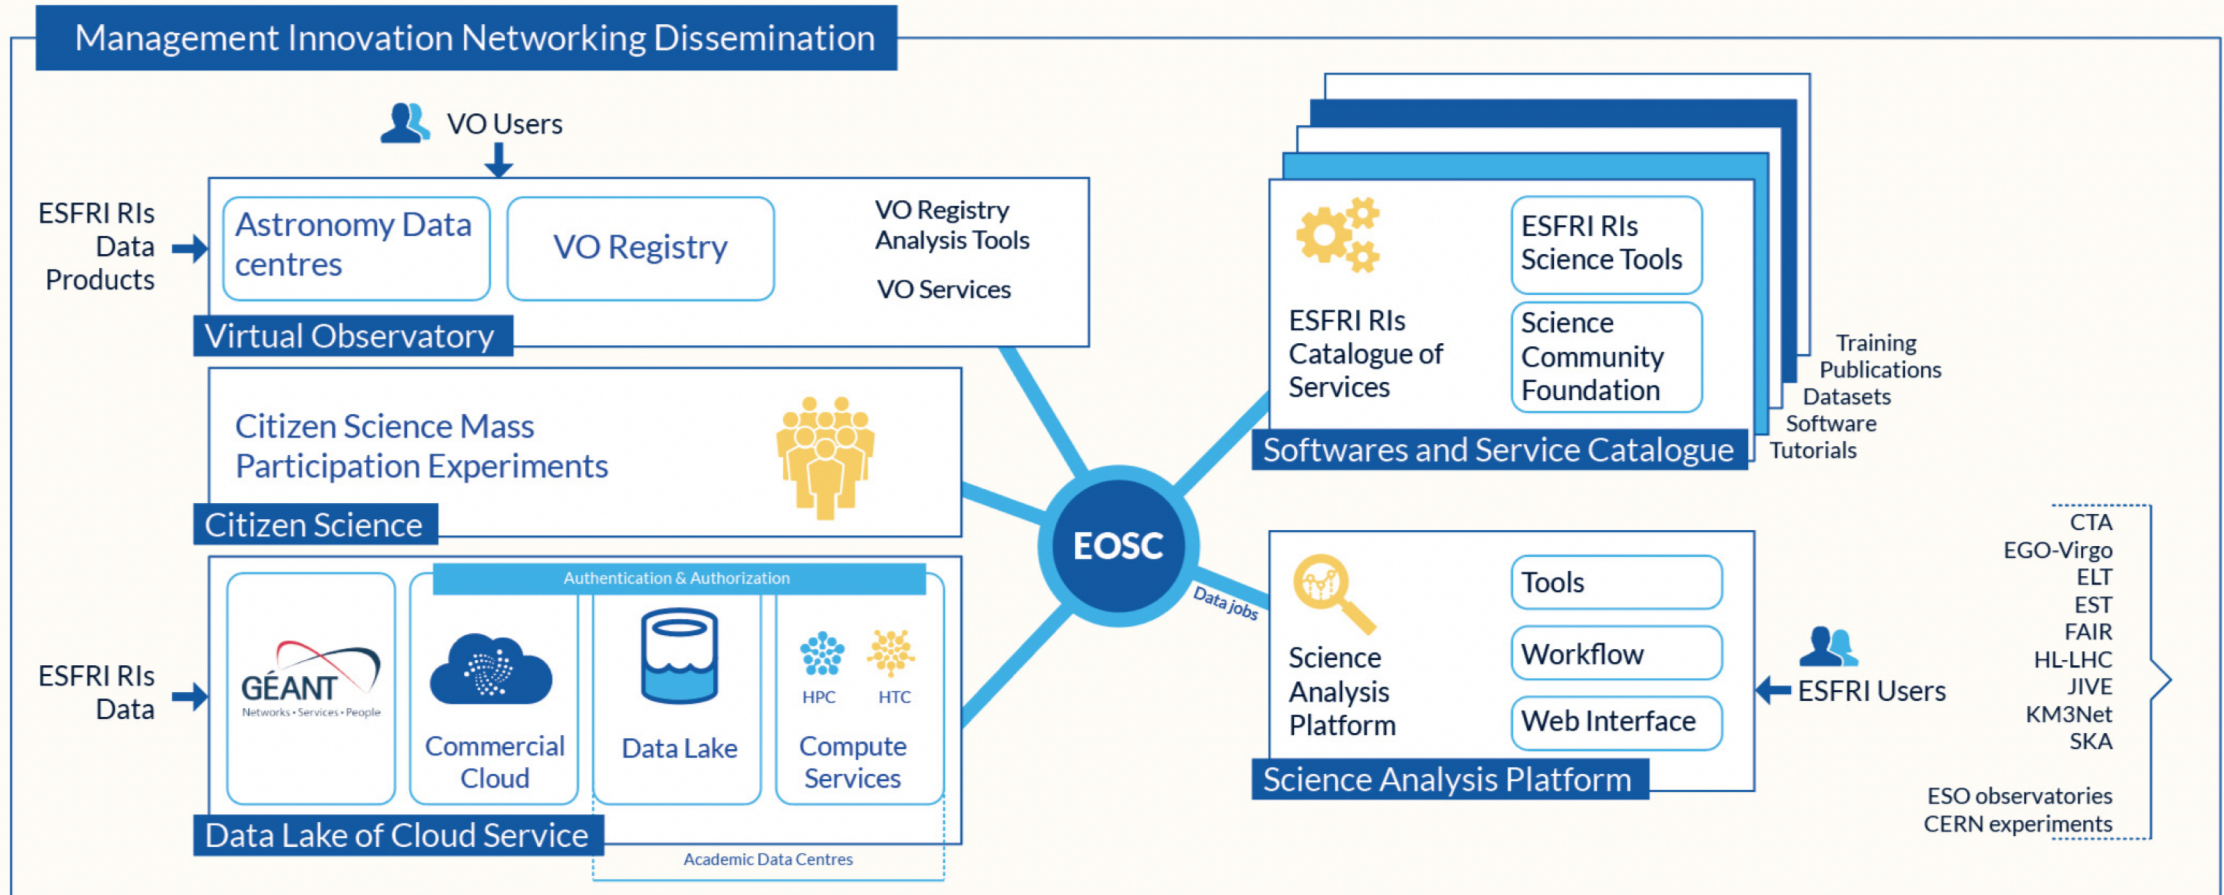 Management Innovation Networking Dissemination
VO Users
ESFRI RIs
Data
Products
Astronomy Data
centres
VO Registry
VO Registry
Analysis Tools
VO Services
Virtual Observatory
Citizen Science Mass
Participation Experiments
Citizen Science
ESFRI RIs
Data
Authentication & Authorization
GÉANT
Networks • Services • People
Commercial
Cloud
Data Lake
HPC
HTC
Compute
Services
Data Lake of Cloud Service
Academic Data Centres
EOSC
Data jobs
ESFRI RIs
Catalogue of
Services
ESFRI RIs
Science Tools
Science
Community
Foundation
Softwares and Service Catalogue
Training
Publications
Datasets
Software
Tutorials
Science
Analysis
Platform
Tools
Workflow
Web Interface
Science Analysis Platform
ESFRI Users
CTA
EGO-Virgo
ELT
EST
FAIR
HL-LHC
JIVE
KM3Net
SKA
ESO observatories
CERN experiments